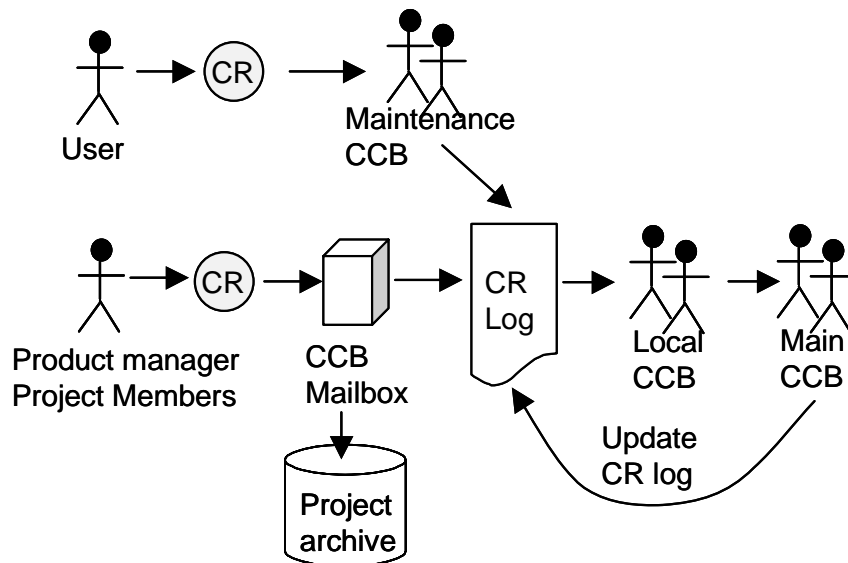 CR
User
Maintenance
CCB
CR
Product manager
Project Members
CCB
Mailbox
CR
Log
Local
CCB
Main
CCB
Update
CR log
Project
archive